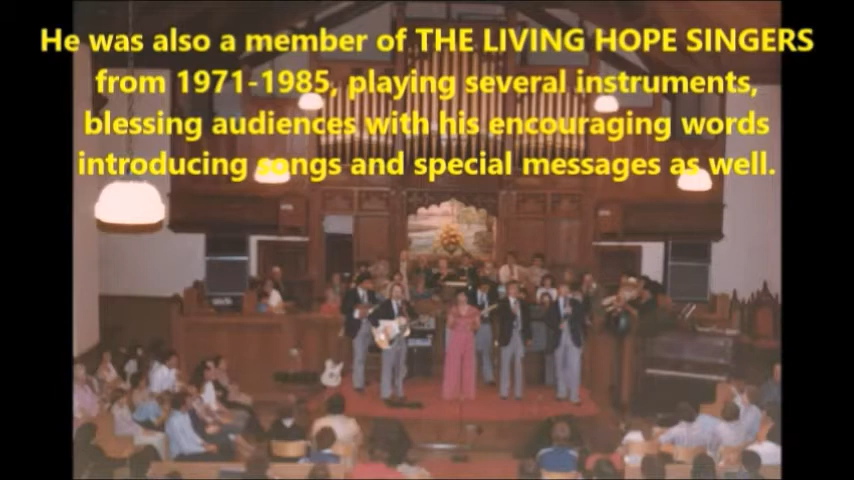 He was also a member of THE LIVING HOPE SINGERS
from 1971-1985, playing several instruments,
blessing audiences with his encouraging words
introducing songs and special messages as well.